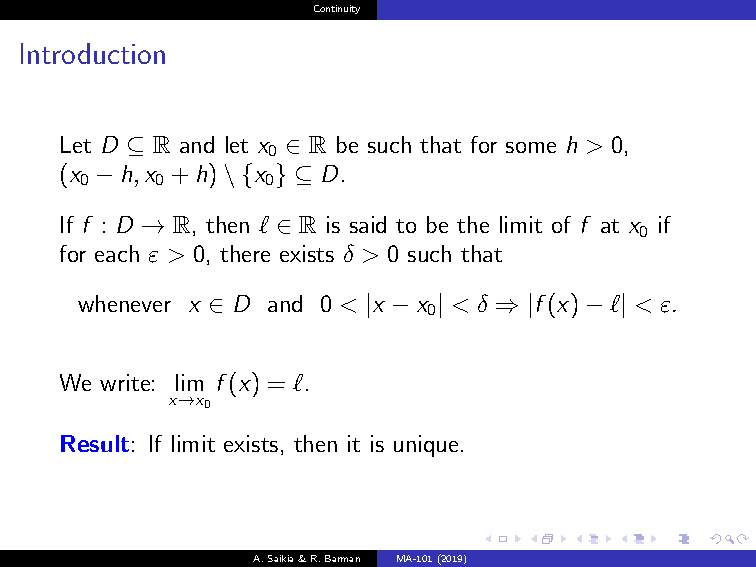 Continuity
Introduction
Let D ⊆ ℝ and let x₀ ∈ ℝ be such that for some h > 0,
(x₀ − h, x₀ + h) \ {x₀} ⊆ D.
If f : D → ℝ, then ℓ ∈ ℝ is said to be the limit of f at x₀ if
for each ε > 0, there exists δ > 0 such that
whenever x ∈ D and 0 < |x − x₀| < δ ⇒ |f(x) − ℓ| < ε.
We write: lim f(x) = ℓ.
x→x₀
Result: If limit exists, then it is unique.
A. Saikia & R. Barman MA-101 (2019)